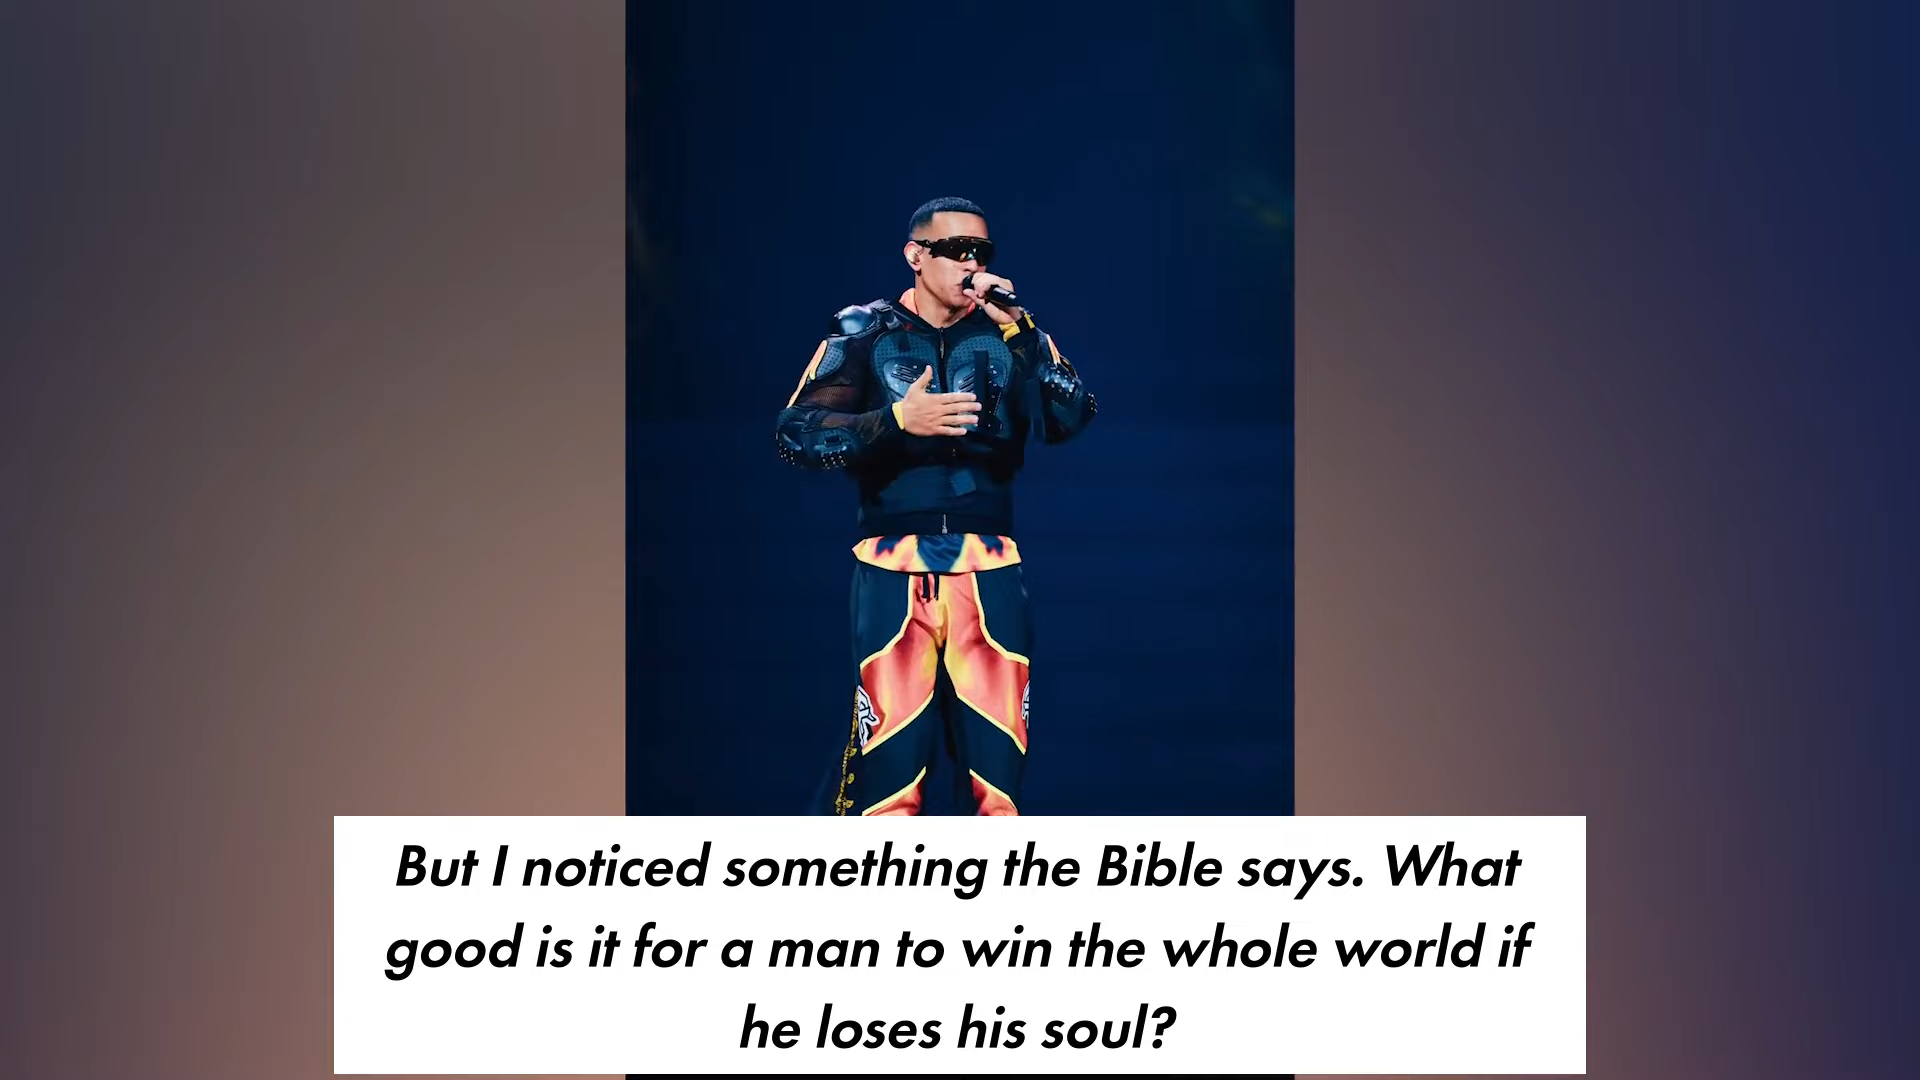 But I noticed something the Bible says. What
good is it for a man to win the whole world if
he loses his soul?